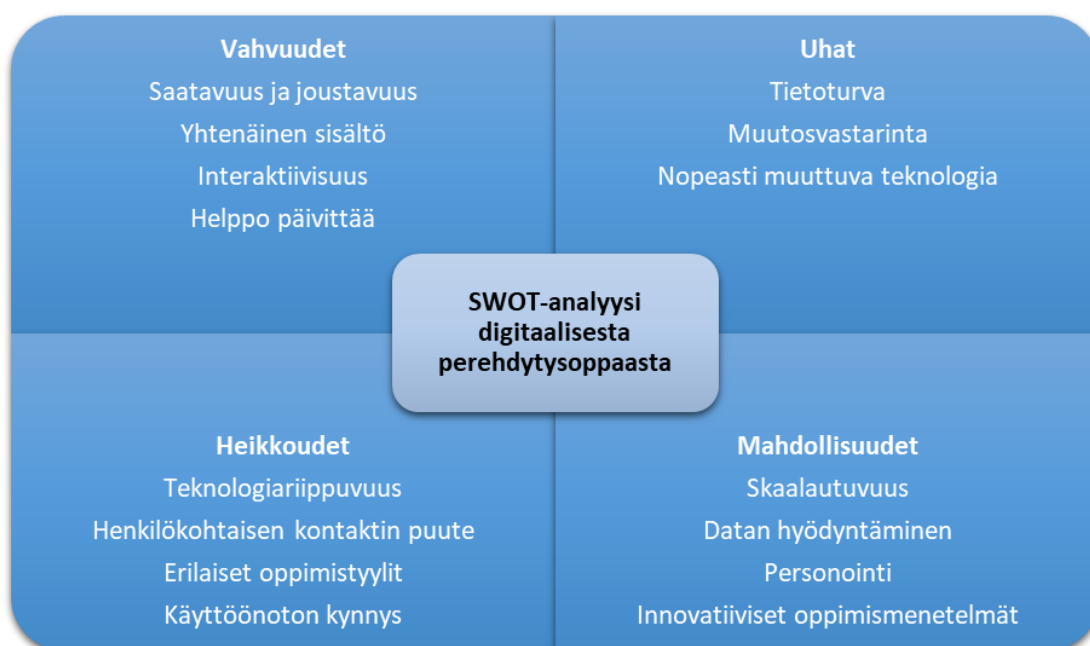 Vahvuudet
Saatavuus ja joustavuus
Yhtenäinen sisältö
Interaktiivisuus
Helppo päivittää
Uhat
Tietoturva
Muutosvastarinta
Nopeasti muuttuva teknologia
SWOT-analyysi
digitaalisesta
perehdytysoppaasta
Heikkoudet
Teknologiariippuvuus
Henkilökohtaisen kontaktin puute
Erilaiset oppimistyylit
Käyttöönoton kynnys
Mahdollisuudet
Skaalautuvuus
Datan hyödyntäminen
Personointi
Innovatiiviset oppimismenetelmät